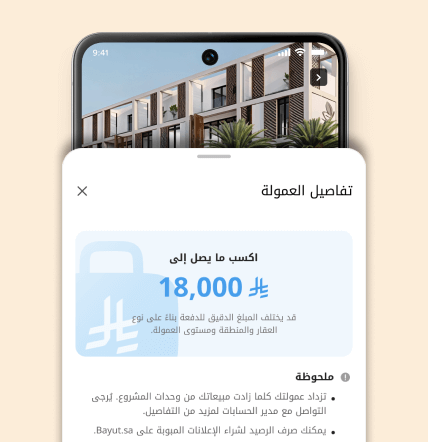 9:41
تفاصيل العمولة
اكسب ما يصل إلى
18,000
قد يختلف المبلغ الدقيق للدفعة بناءً على نوع
العقار والمنطقة ومستوى العمولة.
ملحوظة
تزداد عمولتك كلما زادت مبيعاتك من وحدات المشروع. يُرجى
التواصل مع مدير الحسابات لمزيد من التفاصيل.
يمكنك صرف الرصيد لشراء الإعلانات المبوبة على Bayut.sa.